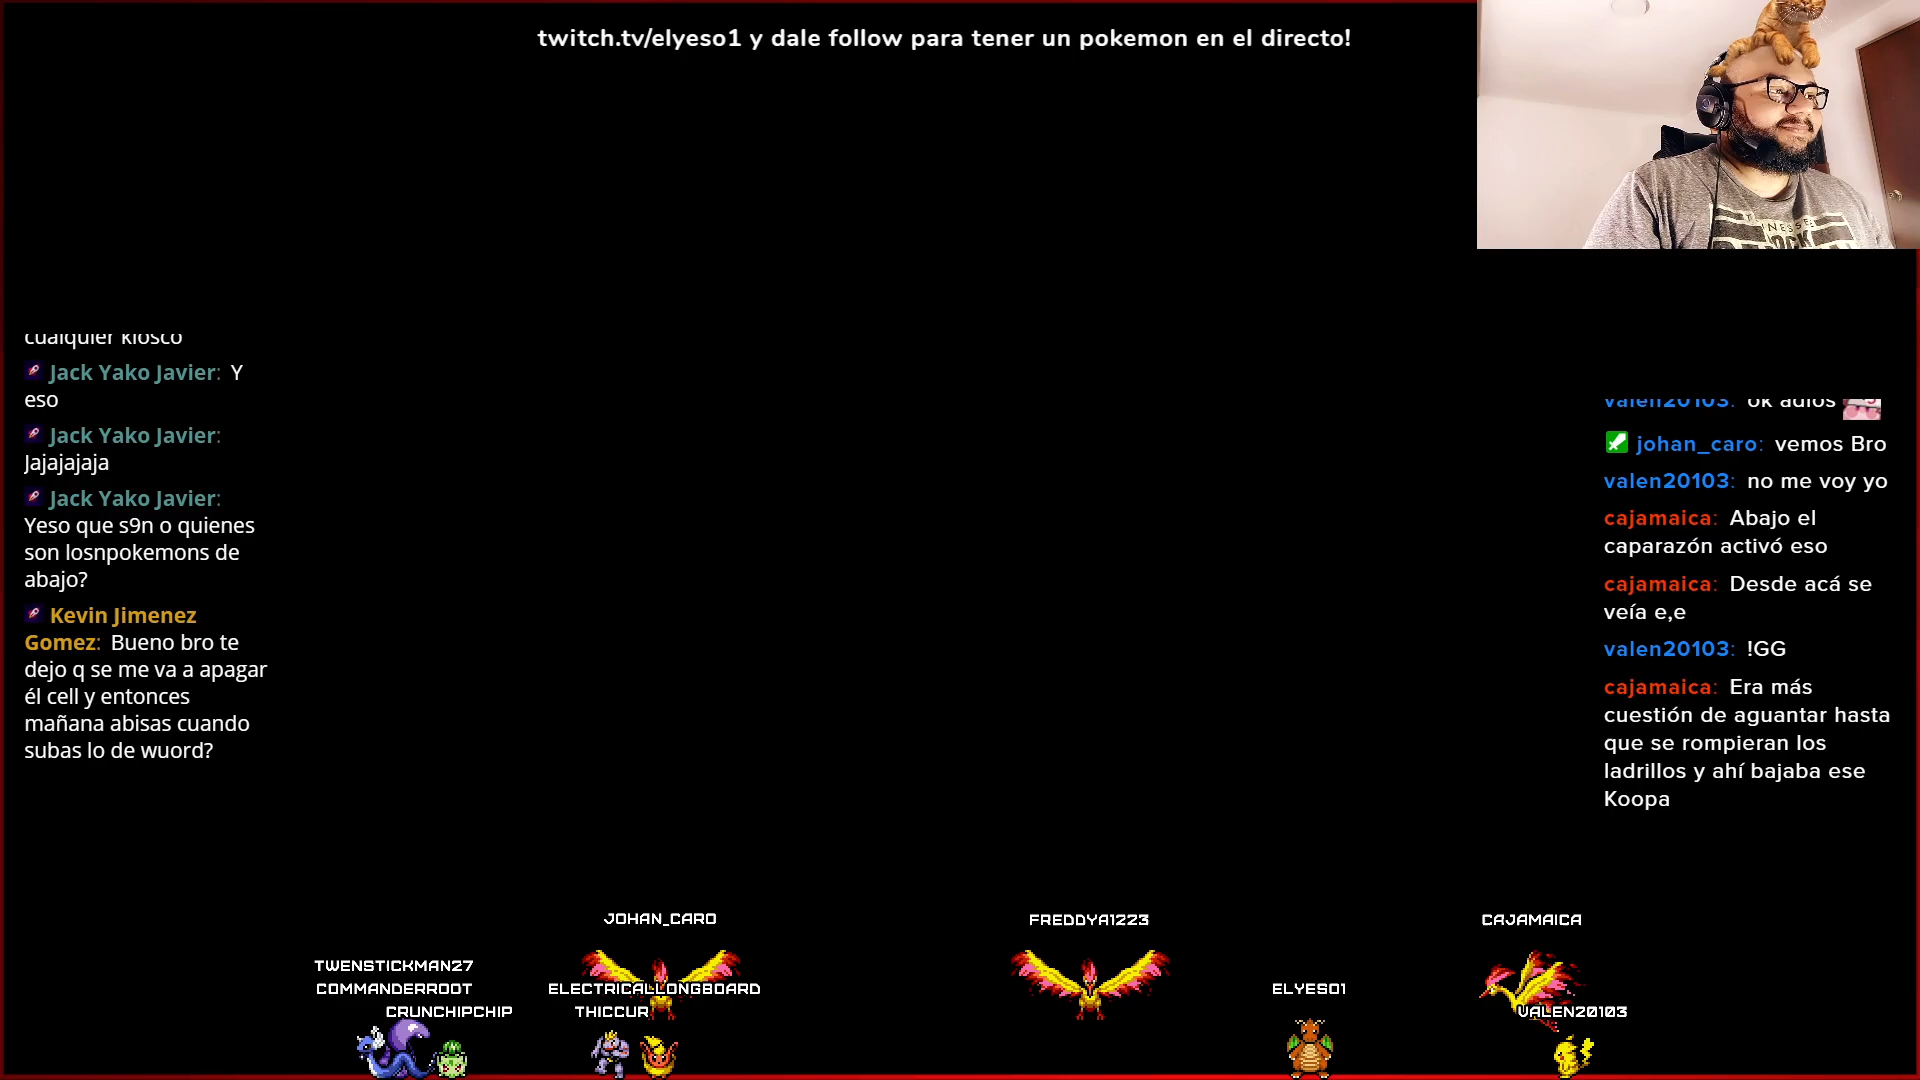 twitch.tv/elyeso1 y dale follow para tener un pokemon en el directo!
cualquier kiosco
Jack Yako Javier: Y
eso
Jack Yako Javier:
Jajajajaja
Jack Yako Javier:
Yeso que s9n o quienes
son losnpokemons de
abajo?
Kevin Jimenez
Gomez: Bueno bro te
dejo q se me va a apagar
él cell y entonces
mañana abisas cuando
subas lo de wuord?
valen20103: ok adios
johan_caro: vemos Bro
valen20103: no me voy yo
cajamaica: Abajo el
caparazón activó eso
cajamaica: Desde acá se
veía e,e
valen20103: !GG
cajamaica: Era más
cuestión de aguantar hasta
que se rompieran los
ladrillos y ahí bajaba ese
Koopa
JOHAN_CARO
FREDDYA1223
CAJAMAICA
TWENSTICKMAN27
COMMANDERROOT
ELECTRICALLONGBOARD
ELYESO1
CRUNCHIPCHIP
THICCUR
VALEN20103